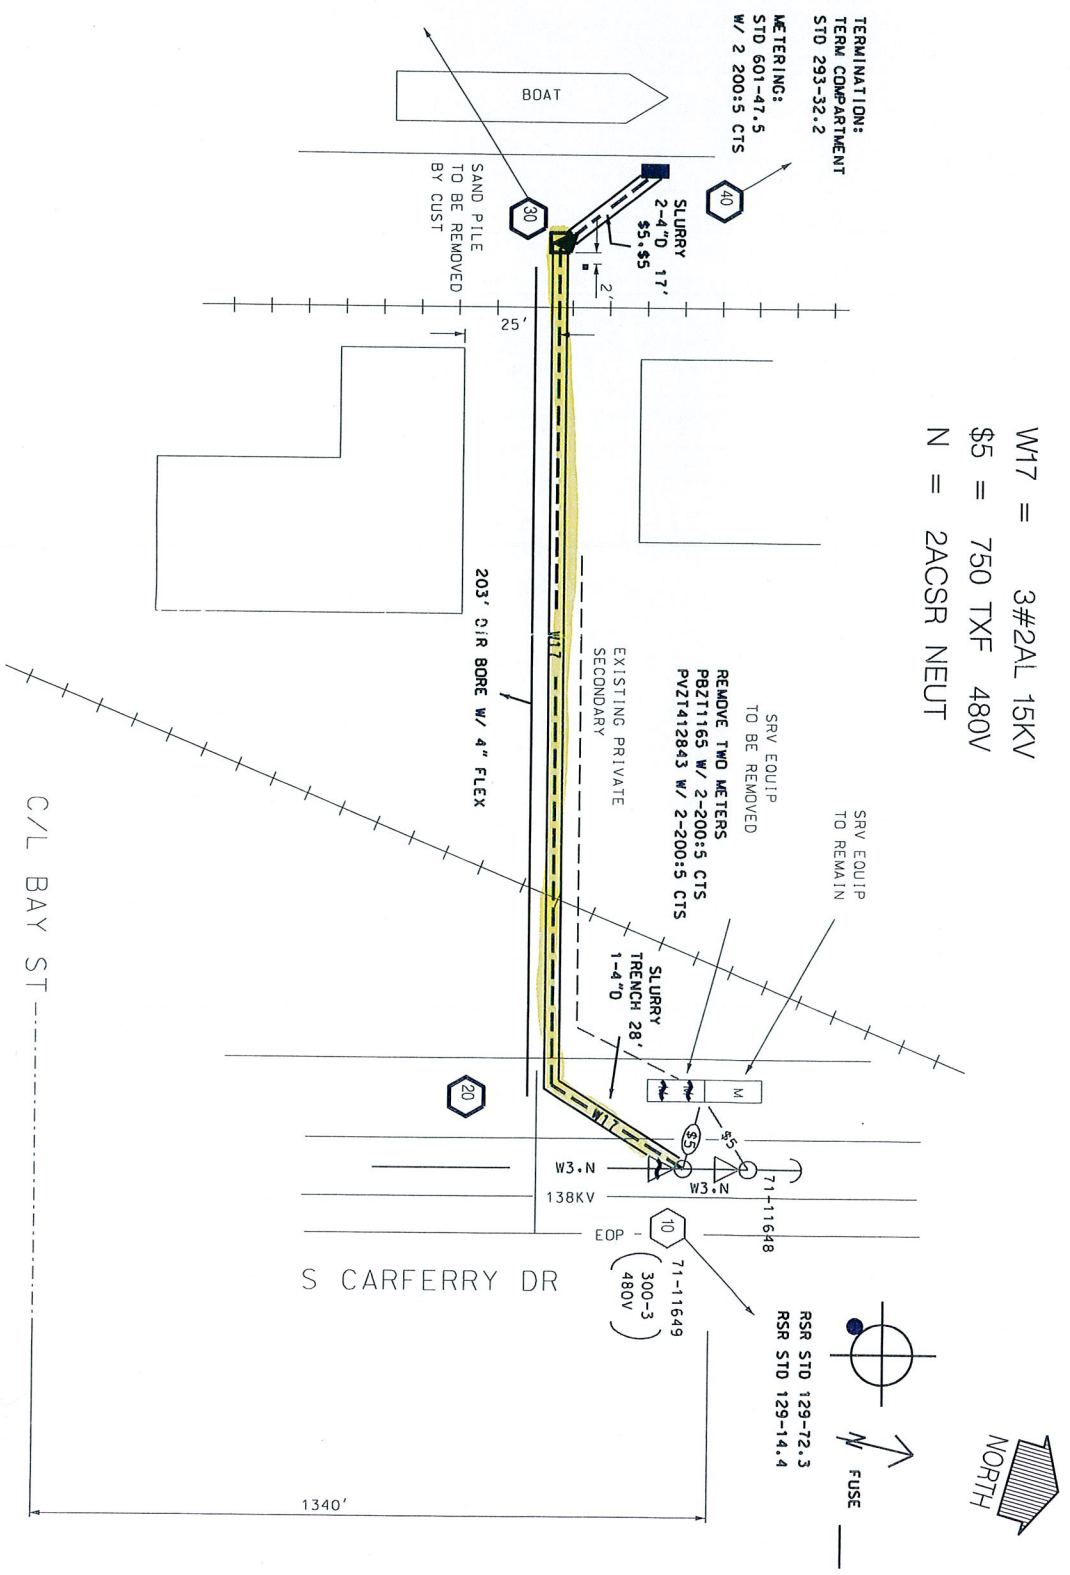 W17 = 3#2AL 15KV
$5 = 750 TXF 480V
N = 2ACSR NEUT
TERMINATION:
TERM COMPARTMENT
STD 293-32.2
METERING:
STD 601-47.5
W/ 2 200:5 CTS
40
BOAT
30
SAND PILE
TO BE REMOVED
BY CUST
SLURRY
2-4"D 17'
$5.$5
2'
25'
W17
203' DIR BORE W/ 4" FLEX
EXISTING PRIVATE
SECONDARY
SRV EQUIP
TO BE REMOVED
REMOVE TWO METERS
PBZT1165 W/ 2-200:5 CTS
PVZT412843 W/ 2-200:5 CTS
SRV EQUIP
TO REMAIN
SLURRY
TRENCH 28'
1-4"D
M
M
M
20
W17
$5
$5
W3.N
W3.N
71-11648
138KV
EOP
10
71-11649
300-3
480V
S CARFERRY DR
C/L BAY ST
1340'
RSR STD 129-72.3
RSR STD 129-14.4
N
FUSE
NORTH